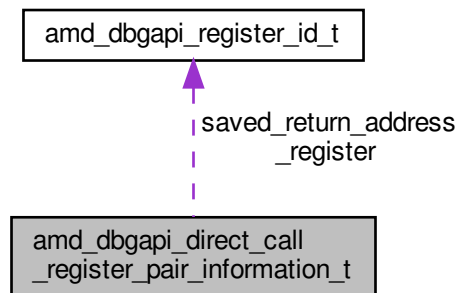 amd_dbgapi_register_id_t
saved_return_address
_register
amd_dbgapi_direct_call
_register_pair_information_t